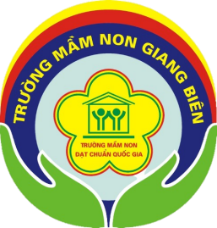 TRƯỜNG MẦM NON GIANG BIÊN
TRƯỜNG MẦM NON
ĐẠT CHUẨN QUỐC GIA